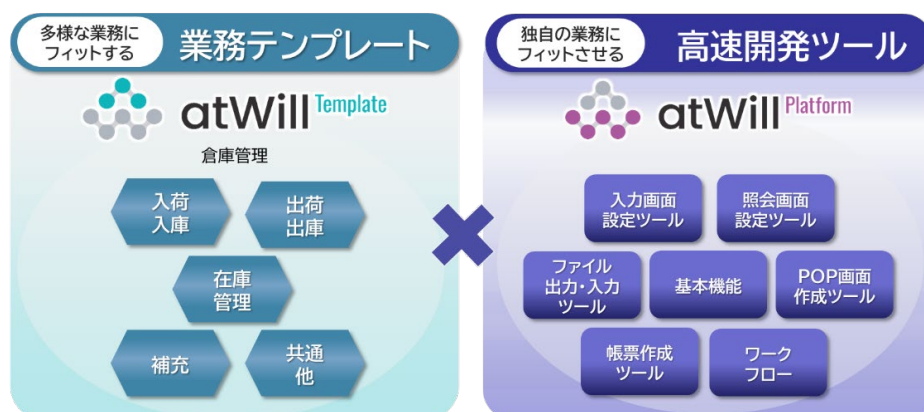 多様な業務に
フィットする
業務テンプレート
atWill Template
倉庫管理
入荷
入庫
出荷
出庫
在庫
管理
補充
共通
他
独自の業務に
フィットさせる
高速開発ツール
atWill Platform
入力画面
設定ツール
照会画面
設定ツール
ファイル
出力・入力
ツール
基本機能
POP画面
作成ツール
帳票作成
ツール
ワーク
フロー